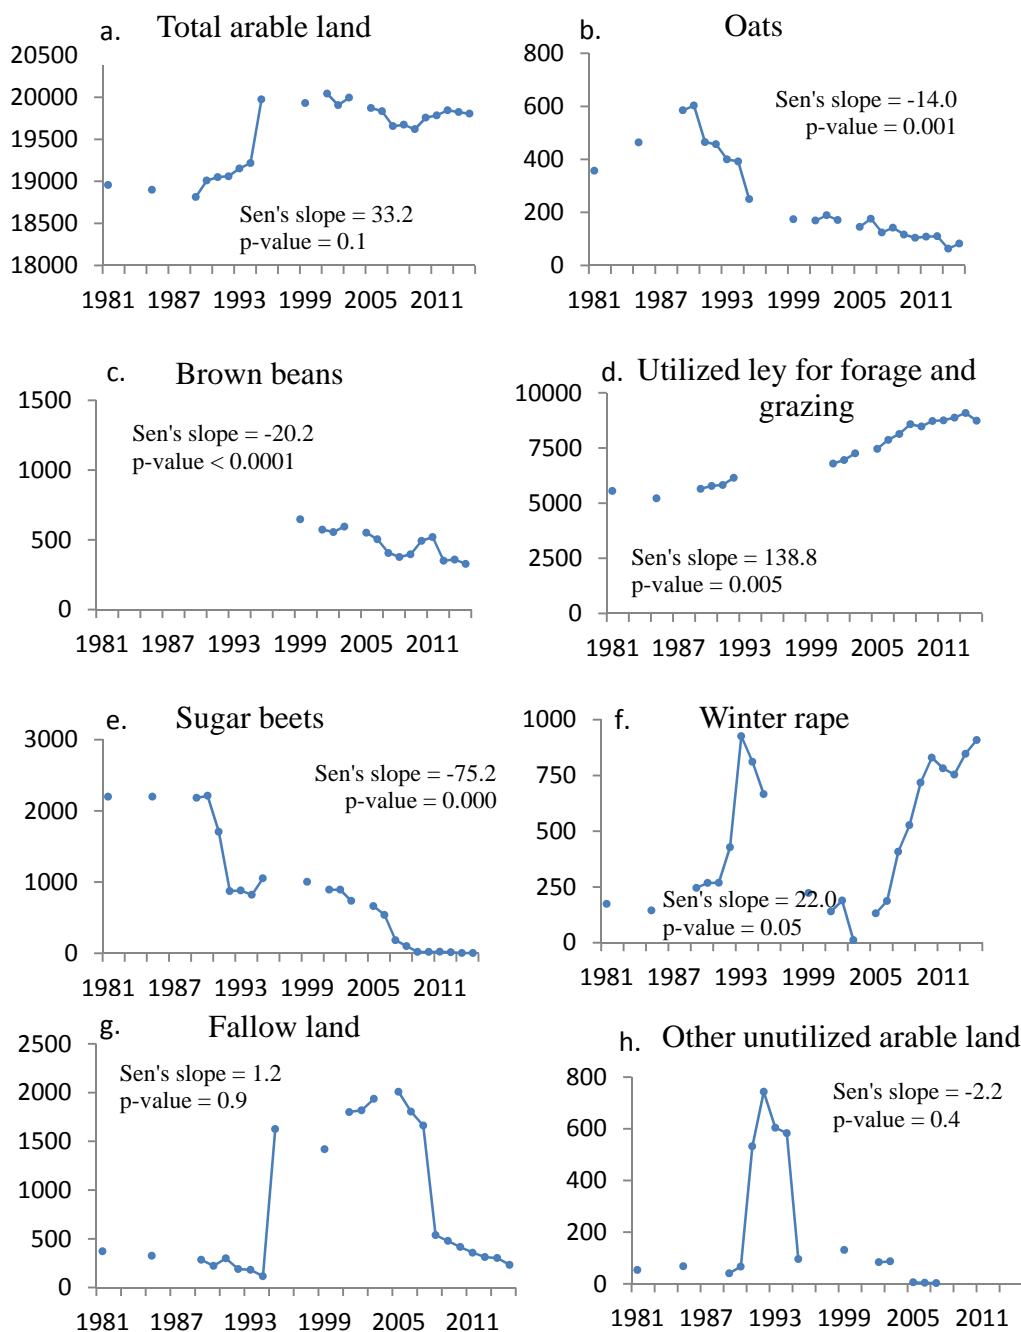 a. Total arable land
20500
20000
19500
19000
18500
18000
Sen's slope = 33.2
p-value = 0.1
1981 1987 1993 1999 2005 2011
b. Oats
800
600
400
200
0
Sen's slope = -14.0
p-value = 0.001
1981 1987 1993 1999 2005 2011
c. Brown beans
1500
1000
500
0
Sen's slope = -20.2
p-value < 0.0001
1981 1987 1993 1999 2005 2011
d. Utilized ley for forage and
grazing
10000
7500
5000
2500
0
Sen's slope = 138.8
p-value = 0.005
1981 1987 1993 1999 2005 2011
e. Sugar beets
3000
2000
1000
0
Sen's slope = -75.2
p-value = 0.000
1981 1987 1993 1999 2005 2011
f. Winter rape
1000
750
500
250
0
Sen's slope = 22.0
p-value = 0.05
1981 1987 1993 1999 2005 2011
g. Fallow land
2500
2000
1500
1000
500
0
Sen's slope = 1.2
p-value = 0.9
1981 1987 1993 1999 2005 2011
h. Other unutilized arable land
800
600
400
200
0
Sen's slope = -2.2
p-value = 0.4
1981 1987 1993 1999 2005 2011